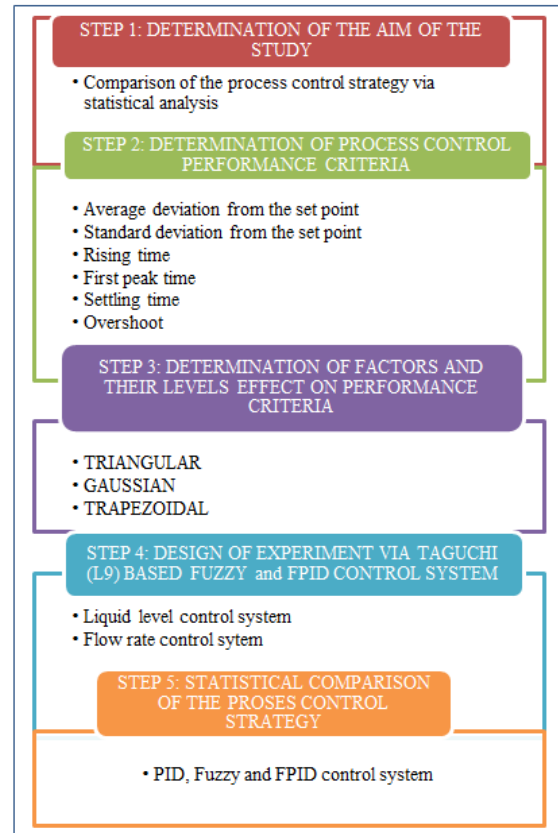 STEP 1: DETERMINATION OF THE AIM OF THE
STUDY
• Comparison of the process control strategy via
statistical analysis
STEP 2: DETERMINATION OF PROCESS CONTROL
PERFORMANCE CRITERIA
• Average deviation from the set point
• Standard deviation from the set point
• Rising time
• First peak time
• Settling time
• Overshoot
STEP 3: DETERMINATION OF FACTORS AND
THEIR LEVELS EFFECT ON PERFORMANCE
CRITERIA
• TRIANGULAR
• GAUSSIAN
• TRAPEZOIDAL
STEP 4: DESIGN OF EXPERIMENT VIA TAGUCHI
(L9) BASED FUZZY and FPID CONTROL SYSTEM
• Liquid level control system
• Flow rate control sytem
STEP 5: STATISTICAL COMPARISON
OF THE PROSES CONTROL
STRATEGY
• PID, Fuzzy and FPID control system